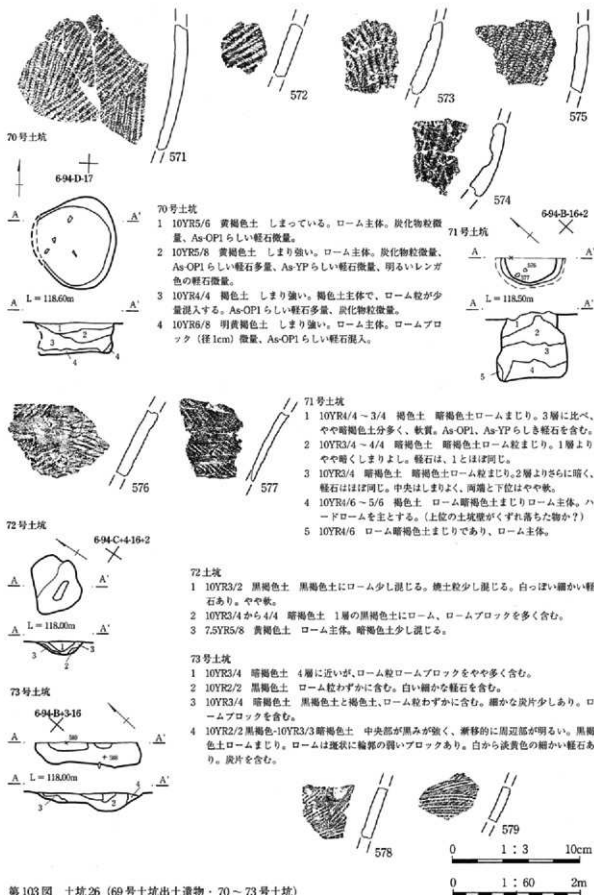 571
572
573
575
574
70号土坑
6-94-D-17
A
A'
A
L = 118.60m
A'
1
2
3
4
4
70号土坑
1 10YR5/6 黄褐色土 しまっている。ローム主体。炭化物粒微
量、As-OP1らしい軽石微量。
2 10YR5/8 黄褐色土 しまり強い。ローム主体。炭化物粒微量、
As-OP1らしい軽石多量、As-YPらしい軽石微量、明るいレンガ
色の軽石微量。
3 10YR4/4 褐色土 しまり強い。褐色土主体で、ローム粒が少
量混入する。As-OP1らしい軽石多量、炭化物粒微量。
4 10YR6/8 明黄褐色土 しまり強い。ローム主体。ロームブロ
ック(径1cm)微量、As-OP1らしい軽石混入。
6-94-B-16+2
71号土坑
A
A'
576
577
A
L = 118.50m
A'
1
2
3
4
5
576
577
71号土坑
1 10YR4/4~3/4 褐色土 暗褐色土ロームまじり。3層に比べ、
やや暗褐色土分多く、軟質。As-OP1、As-YPらしき軽石を含む。
2 10YR3/4~4/4 暗褐色土 暗褐色土ローム粒まじり。1層より
やや暗くしまりよし。軽石は、1とほぼ同じ。
3 10YR3/4 暗褐色土 暗褐色土ローム粒まじり。2層よりさらに暗く、
軽石はほぼ同じ。中央はしまりよく、両端と下位はやや軟。
4 10YR4/6~5/6 褐色土 ローム暗褐色土まじりローム主体。ハ
ードロームを主とする。(上位の土坑壁がくずれ落ちた物か?)
5 10YR4/6 ローム暗褐色土まじりであり、ローム主体。
72号土坑
6-94-C+4-16+2
A
A'
A
L = 118.00m
A'
3
1
3
2
72土坑
1 10YR3/2 黒褐色土 黒褐色土にローム少し混じる。焼土粒少し混じる。白っぽい細かい軽
石あり。やや軟。
2 10YR3/4から4/4 暗褐色土 1層の黒褐色土にローム、ロームブロックを多く含む。
3 7.5YR5/8 黄褐色土 ローム主体。暗褐色土少し混じる。
73号土坑
1 10YR3/4 暗褐色土 4層に近いが、ローム粒ロームブロックをやや多く含む。
2 10YR2/2 黒褐色土 ローム粒わずかに含む。白い細かな軽石を含む。
3 10YR3/4 暗褐色土 黒褐色土と褐色土、ローム粒わずかに含む。細かな炭片少しあり。ロ
ームブロックを含む。
4 10YR2/2黒褐色-10YR3/3暗褐色土 中央部が黒みが強く、漸移的に周辺部が明るい。黒褐
色土ロームまじり。ロームは斑状に輪郭の弱いブロックあり。白から淡黄色の細かい軽石あ
り。炭片を含む。
73号土坑
6-94-B+3-16
A
A'
A
L = 118.00m
A'
3
1
2
4
578
579
0 1:3 10cm
0 1:60 2m
第103図 土坑26(69号土坑出土遺物・70~73号土坑)